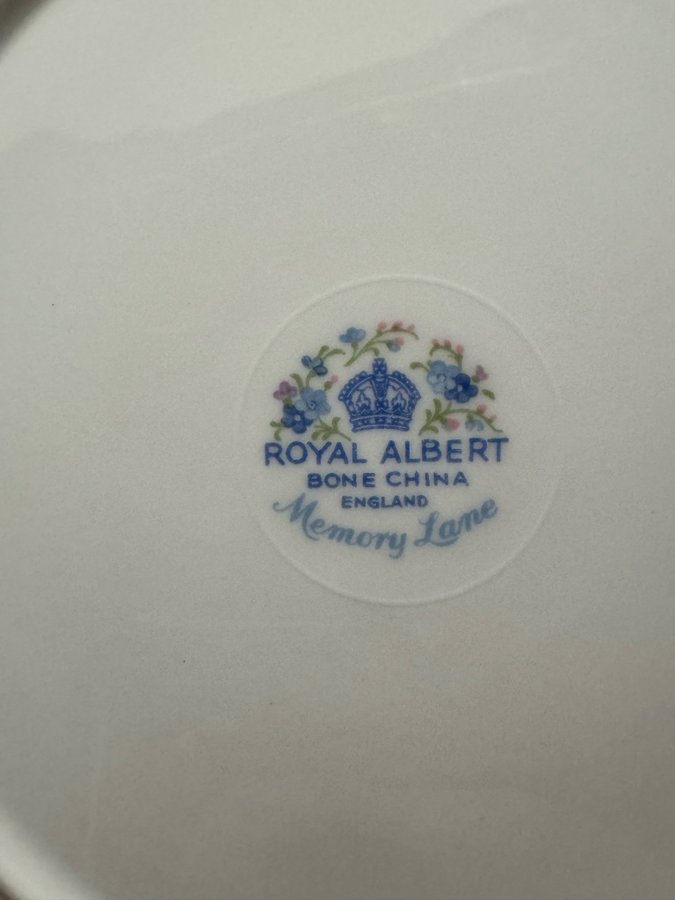 ROYAL ALBERT
BONE CHINA
ENGLAND
Memory Lane